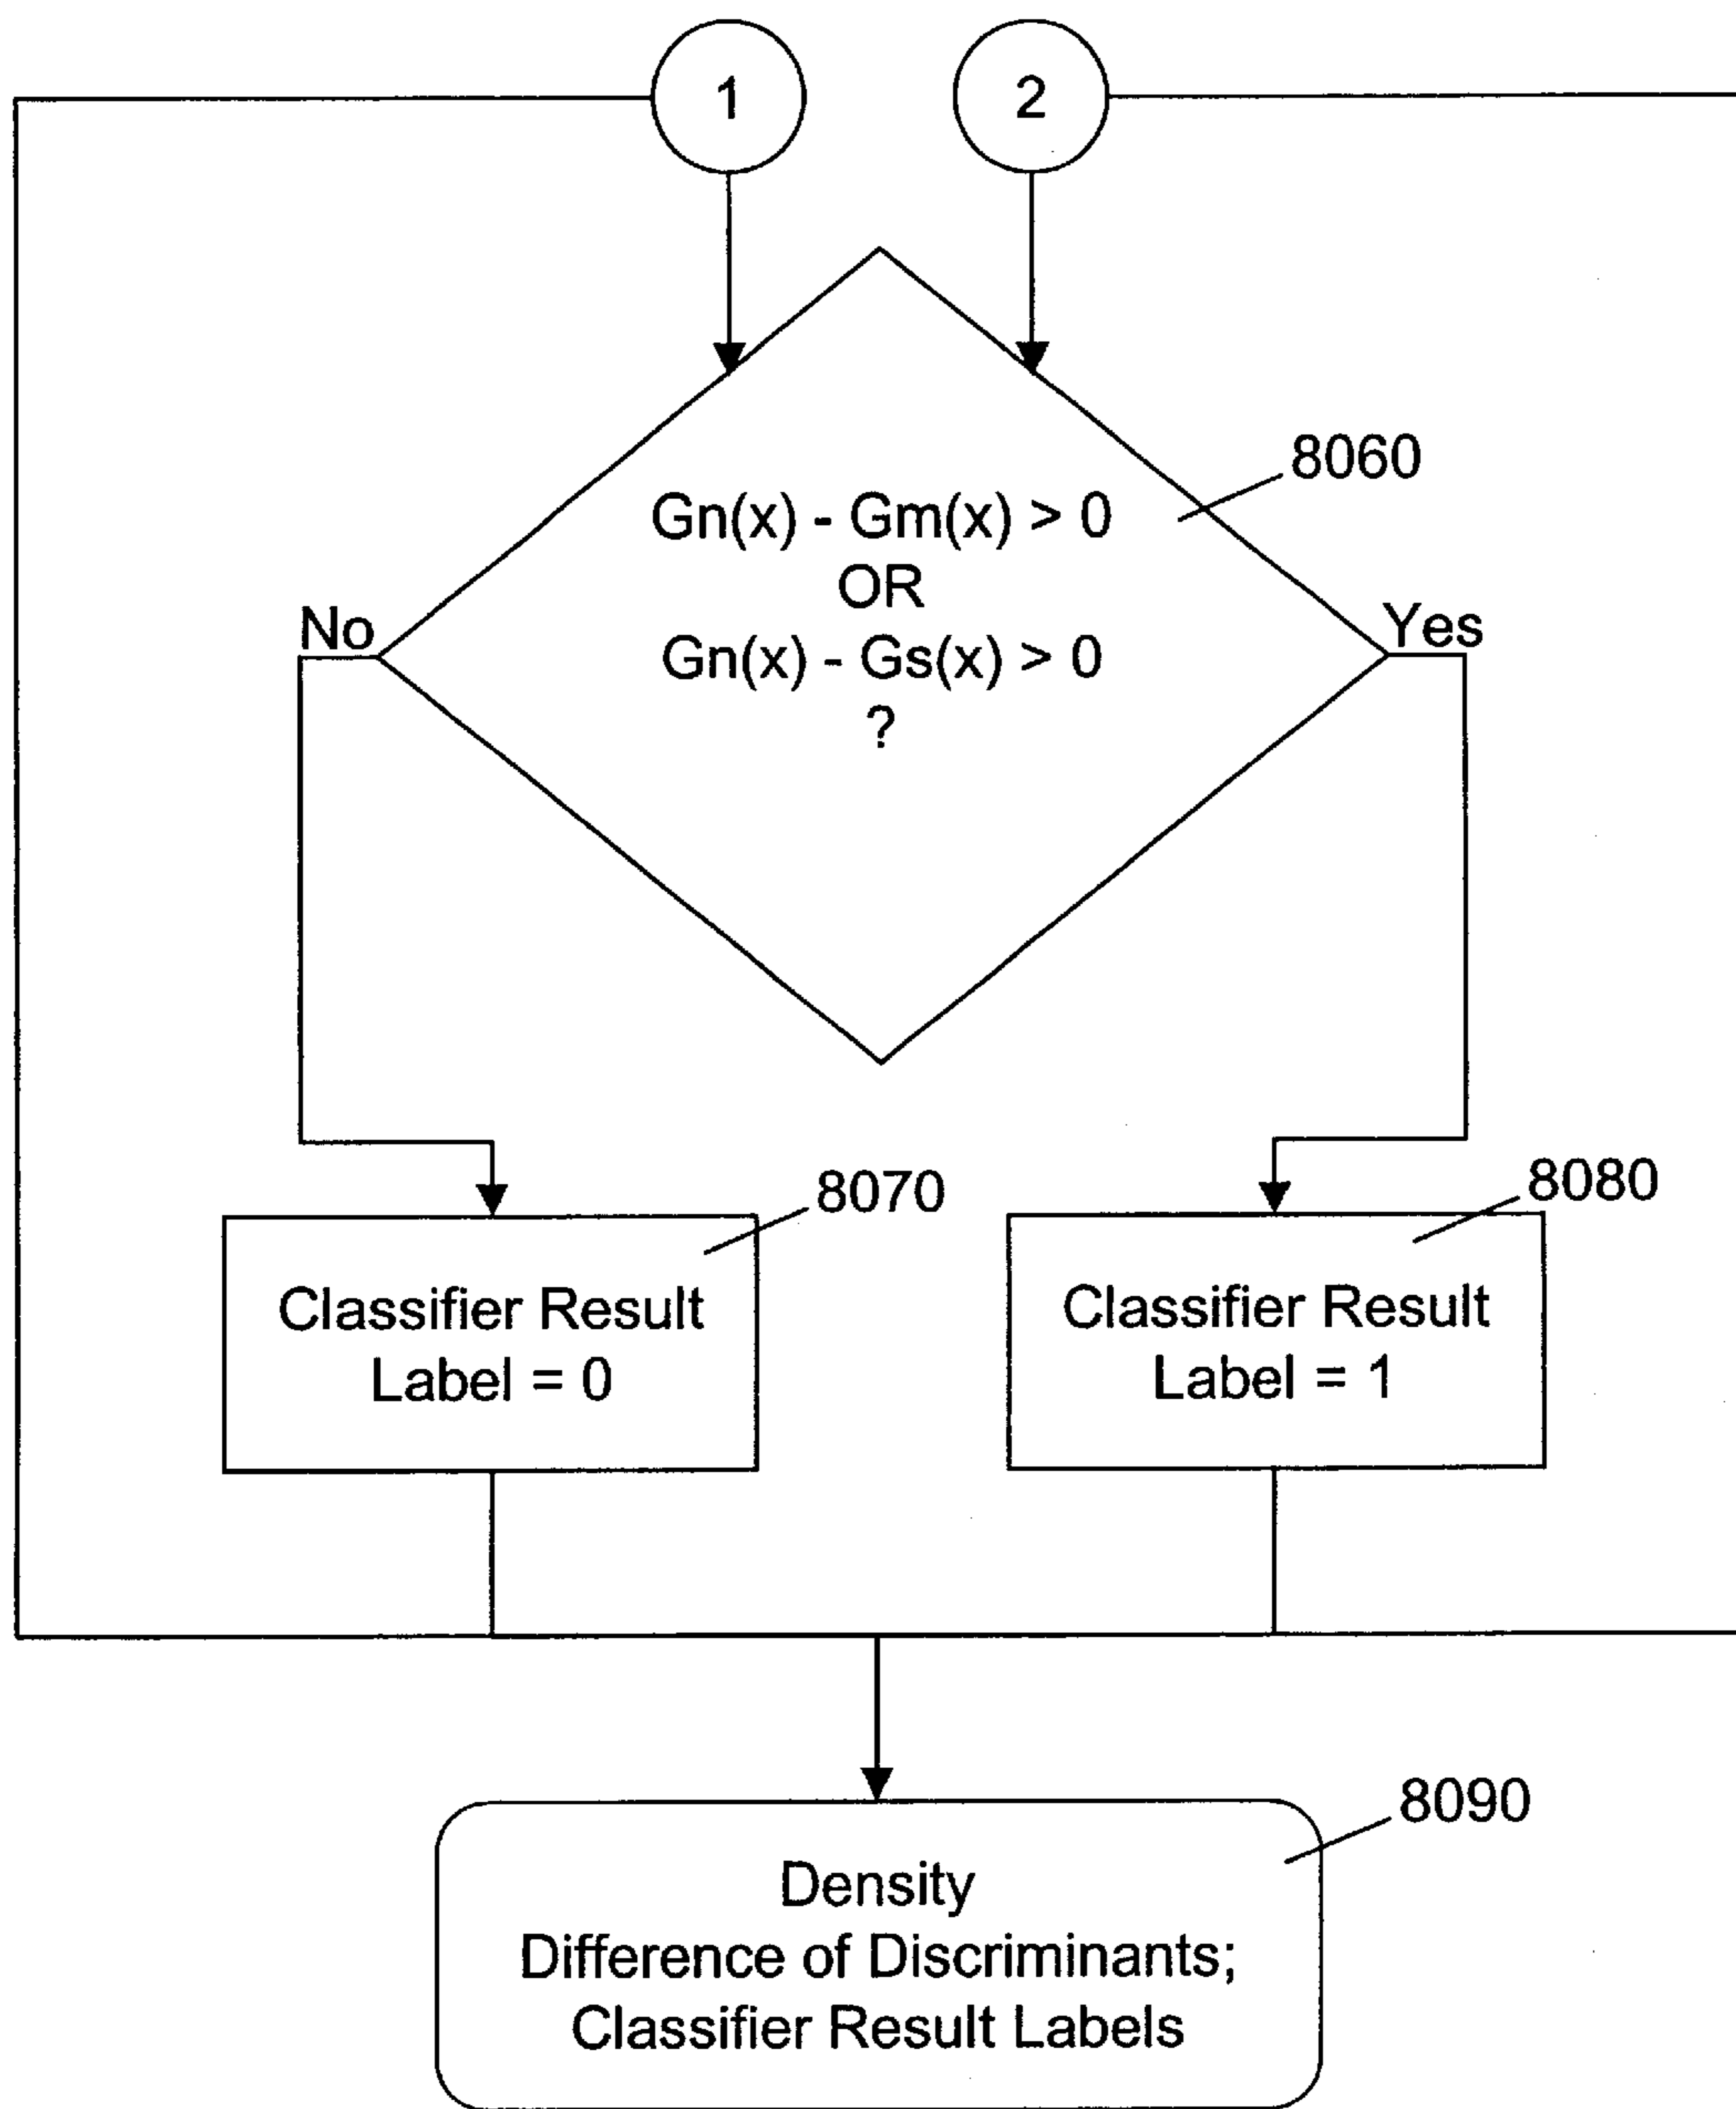 1
2
8060
Gn(x) - Gm(x) > 0
OR
Gn(x) - Gs(x) > 0
?
No
Yes
8070
8080
Classifier Result
Label = 0
Classifier Result
Label = 1
8090
Density
Difference of Discriminants;
Classifier Result Labels